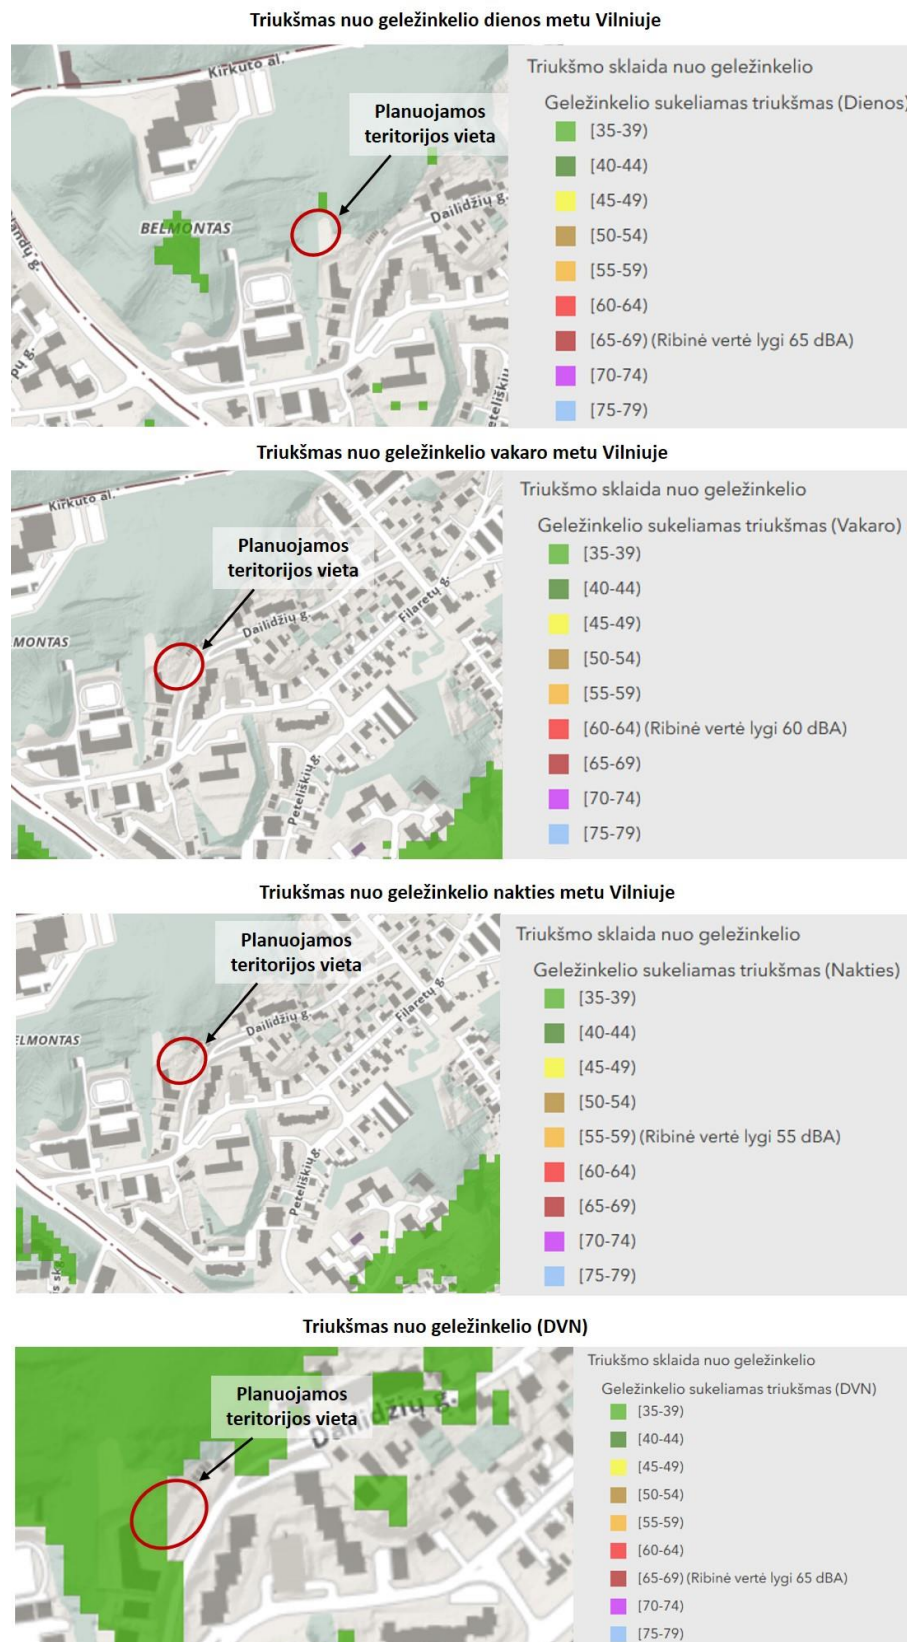 Triukšmas nuo geležinkelio dienos metu Vilniuje
Kirkuto al.
Planuojamos
teritorijos vieta
BELMONTAS
Dailidžių g.
Triukšmo sklaida nuo geležinkelio
Geležinkelio sukeliamas triukšmas (Dienos)
[35-39)
[40-44)
[45-49)
[50-54)
[55-59)
[60-64)
[65-69) (Ribinė vertė lygi 65 dBA)
[70-74)
[75-79)
Triukšmas nuo geležinkelio vakaro metu Vilniuje
Kirkuto al.
Planuojamos
teritorijos vieta
MONTAS
Dailidžių g.
Filaretų g.
Peteliškių g.
Triukšmo sklaida nuo geležinkelio
Geležinkelio sukeliamas triukšmas (Vakaro)
[35-39)
[40-44)
[45-49)
[50-54)
[55-59)
[60-64) (Ribinė vertė lygi 60 dBA)
[65-69)
[70-74)
[75-79)
Triukšmas nuo geležinkelio nakties metu Vilniuje
Planuojamos
teritorijos vieta
ELMONTAS
Dailidžių g.
Filaretų g.
Peteliškių g.
Triukšmo sklaida nuo geležinkelio
Geležinkelio sukeliamas triukšmas (Nakties)
[35-39)
[40-44)
[45-49)
[50-54)
[55-59) (Ribinė vertė lygi 55 dBA)
[60-64)
[65-69)
[70-74)
[75-79)
Triukšmas nuo geležinkelio (DVN)
Planuojamos
teritorijos vieta
Dailidžių g.
Triukšmo sklaida nuo geležinkelio
Geležinkelio sukeliamas triukšmas (DVN)
[35-39)
[40-44)
[45-49)
[50-54)
[55-59)
[60-64)
[65-69) (Ribinė vertė lygi 65 dBA)
[70-74)
[75-79)